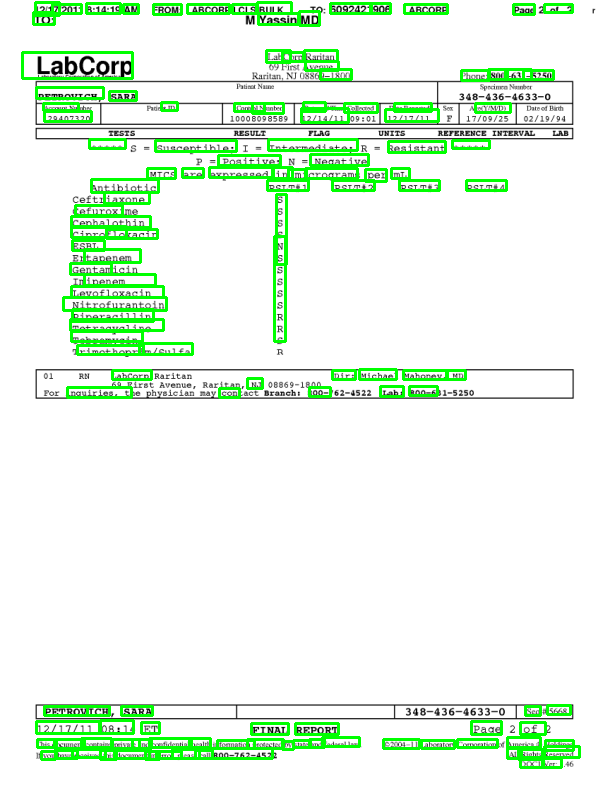 12/17/2011 8:14:19 AM FROM: LABCORP LCLS BULK TO: 6092421906 LABCORP Page 2 of 2
TO: M Yassin MD
LabCorp
LabCorp Raritan
69 First Avenue
Raritan, NJ 08869-1800
Phone: 800-631-5250
Patient Name Specimen Number
PETROVICH, SARA 348-436-4633-0
Account Number Patient ID Control Number Collected Sex Age(Y/M/D) Date of Birth
29407320 10008098589 12/14/11 09:01 12/17/11 F 17/09/25 02/19/94
TESTS RESULT FLAG UNITS REFERENCE INTERVAL LAB
***** S = Susceptible; I = Intermediate; R = Resistant *****
P = Positive; N = Negative
MICS are expressed in micrograms per mL
Antibiotic RSLT#1 RSLT#2 RSLT#3 RSLT#4
Ceftriaxone S
Cefuroxime S
Cephalothin S
Ciprofloxacin S
ESBL N
Ertapenem S
Gentamicin S
Imipenem S
Levofloxacin S
Nitrofurantoin S
Piperacillin R
Tetracycline R
Tobramycin S
Trimethoprim/Sulfa R
01 RN LabCorp Raritan Dir: Michael Mahoney, MD
69 First Avenue, Raritan, NJ 08869-1800
For inquiries, the physician may contact Branch: 800-762-4522 Lab: 800-631-5250
PETROVICH, SARA 348-436-4633-0 Seq # 5668
12/17/11 08:14 ET FINAL REPORT Page 2 of 2
This document contains private and confidential health information protected by state and federal law. ©2004-11 Laboratory Corporation of America ® Holdings
If you have received this document in error, please call 800-762-4522 All Rights Reserved
DOC1 Ver: 1.46